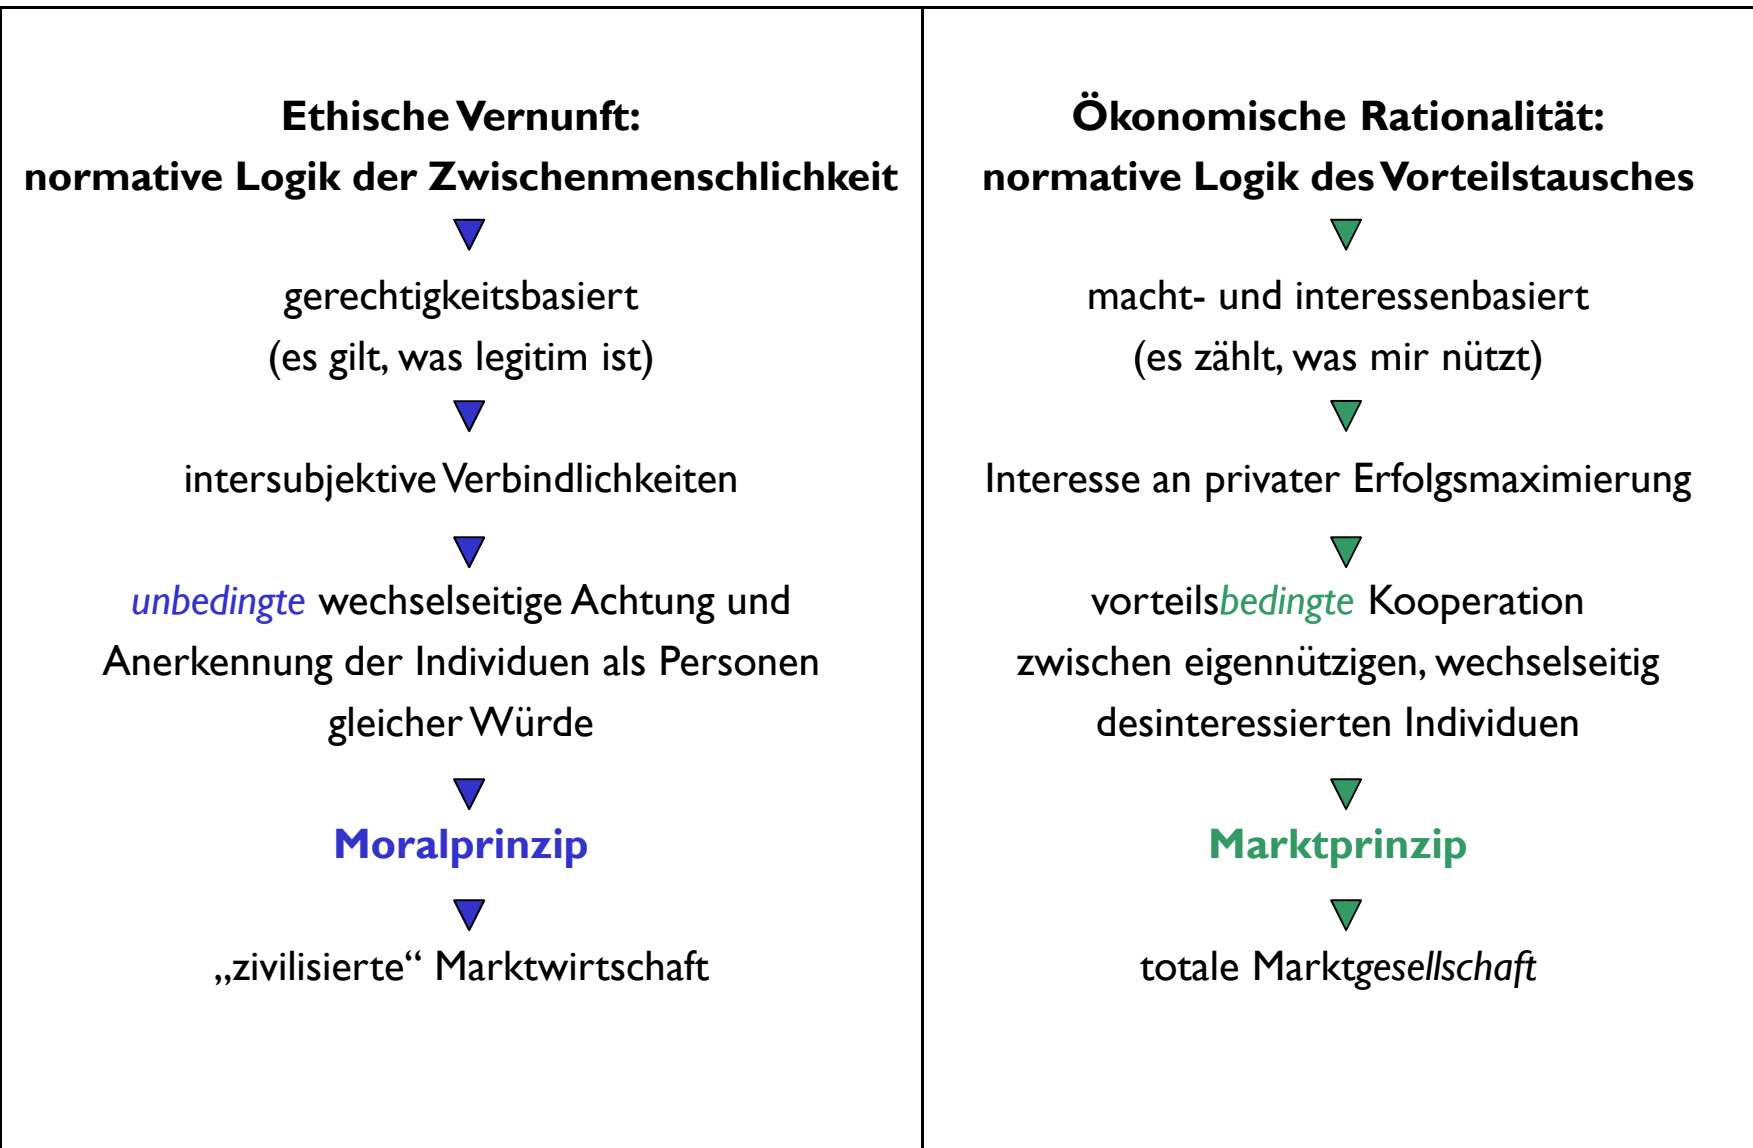 Ethische Vernunft:
normative Logik der Zwischenmenschlichkeit
gerechtigkeitsbasiert
(es gilt, was legitim ist)
intersubjektive Verbindlichkeiten
unbedingte wechselseitige Achtung und
Anerkennung der Individuen als Personen
gleicher Würde
Moralprinzip
„zivilisierte“ Marktwirtschaft
Ökonomische Rationalität:
normative Logik des Vorteilstausches
macht- und interessenbasiert
(es zählt, was mir nützt)
Interesse an privater Erfolgsmaximierung
vorteilsbedingte Kooperation
zwischen eigennützigen, wechselseitig
desinteressierten Individuen
Marktprinzip
totale Marktgesellschaft